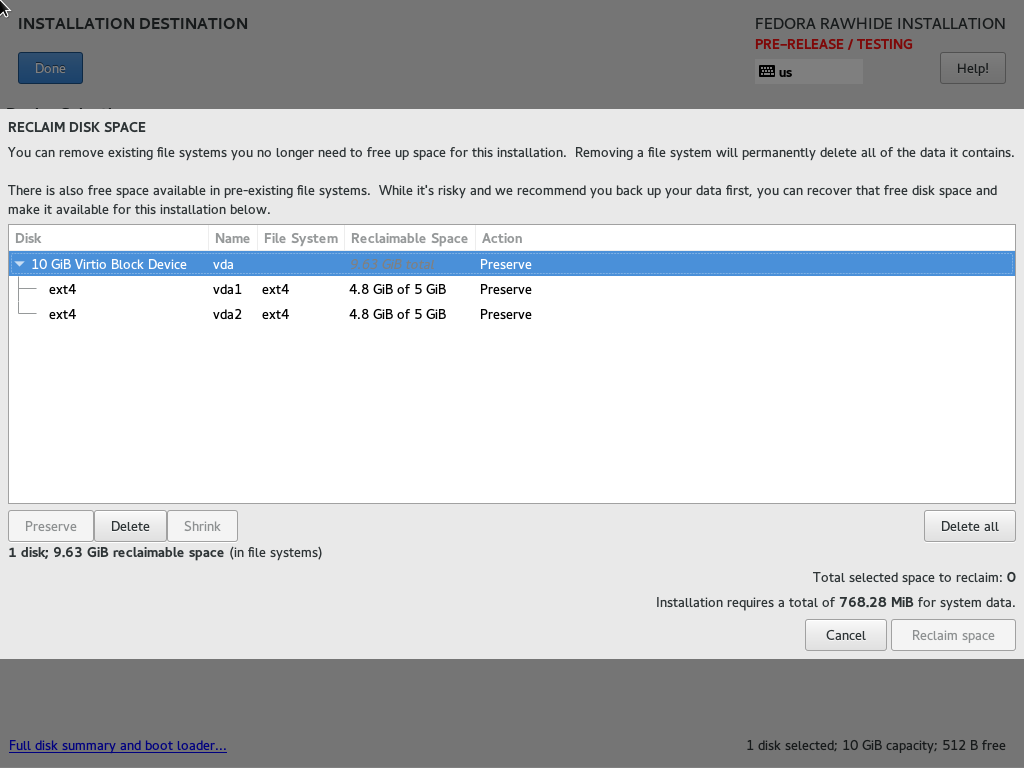 INSTALLATION DESTINATION
FEDORA RAWHIDE INSTALLATION
PRE-RELEASE / TESTING
Done
us
Help!
RECLAIM DISK SPACE
You can remove existing file systems you no longer need to free up space for this installation.  Removing a file system will permanently delete all of the data it contains.
There is also free space available in pre-existing file systems.  While it's risky and we recommend you back up your data first, you can recover that free disk space and
make it available for this installation below.
Disk Name File System Reclaimable Space Action
10 GiB Virtio Block Device vda 9.63 GiB total Preserve
ext4 vda1 ext4 4.8 GiB of 5 GiB Preserve
ext4 vda2 ext4 4.8 GiB of 5 GiB Preserve
Preserve Delete Shrink Delete all
1 disk; 9.63 GiB reclaimable space (in file systems)
Total selected space to reclaim: 0
Installation requires a total of 768.28 MiB for system data.
Cancel Reclaim space
Full disk summary and boot loader... 1 disk selected; 10 GiB capacity; 512 B free